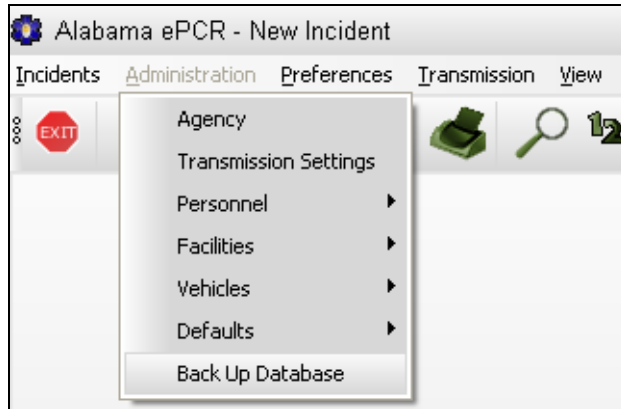 Alabama ePCR - New Incident
Incidents Administration Preferences Transmission View
EXIT 12
Agency
Transmission Settings
Personnel
Facilities
Vehicles
Defaults
Back Up Database